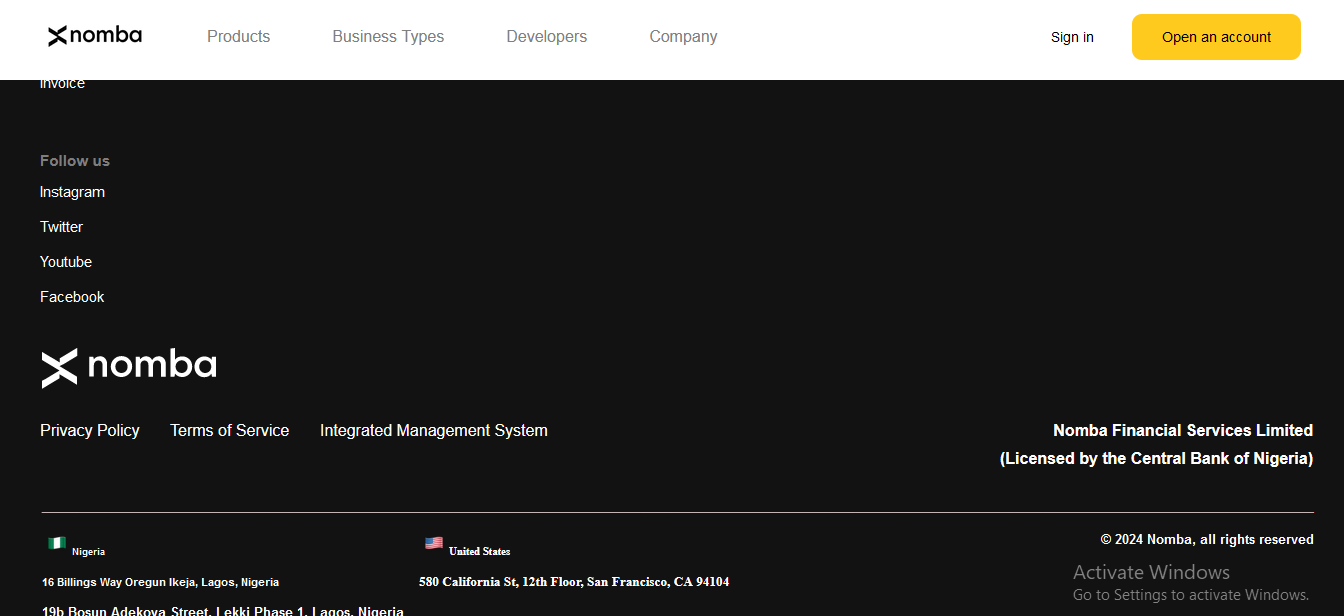 nomba Products Business Types Developers Company Sign in Open an account
Invoice
Follow us
Instagram
Twitter
Youtube
Facebook
nomba
Privacy Policy Terms of Service Integrated Management System Nomba Financial Services Limited
(Licensed by the Central Bank of Nigeria)
Nigeria United States © 2024 Nomba, all rights reserved
16 Billings Way Oregun Ikeja, Lagos, Nigeria 580 California St, 12th Floor, San Francisco, CA 94104
19b Bosun Adekoya Street, Lekki Phase 1, Lagos, Nigeria
Activate Windows
Go to Settings to activate Windows.